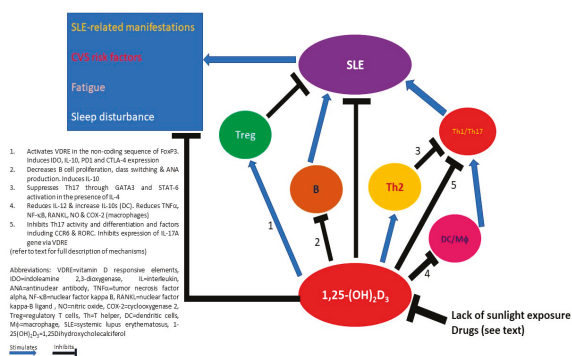 SLE-related manifestations
CVS risk factors
Fatigue
Sleep disturbance
SLE
Treg
B
Th2
Th1/Th17
DC/Mϕ
1,25-(OH)₂D₃
1
2
3
4
5
Lack of sunlight exposure
Drugs (see text)
1. Activates VDRE in the non-coding sequence of FoxP3.
Induces IDO, IL-10, PD1 and CTLA-4 expression
2. Decreases B cell proliferation, class switching & ANA
production. Induces IL-10
3. Suppresses Th17 through GATA3 and STAT-6
activation in the presence of IL-4
4. Reduces IL-12 & increase IL-10s (DC). Reduces TNFα,
NF-κB, RANKL, NO & COX-2 (macrophages)
5. Inhibits Th17 activity and differentiation and factors
including CCR6 & RORC. Inhibits expression of IL-17A
gene via VDRE
(refer to text for full description of mechanisms)
Abbreviations: VDRE=vitamin D responsive elements,
IDO=indoleamine 2,3-dioxygenase, IL=interleukin,
ANA=antinuclear antibody, TNFα=tumor necrosis factor
alpha, NF-κB=nuclear factor kappa B, RANKL=nuclear factor
kappa-B ligand , NO=nitric oxide, COX-2=cyclooxygenase 2,
Treg=regulatory T cells, Th=T helper, DC=dendritic cells,
Mϕ=macrophage, SLE=systemic lupus erythematosus, 1-
25(OH)₂D₃=1,25Dihydroxycholecalciferol
Stimulates Inhibits